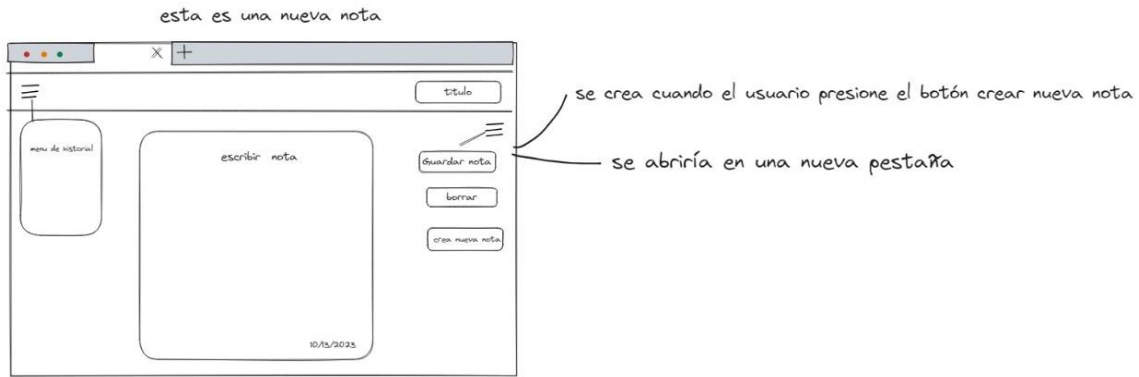 esta es una nueva nota
titulo
se crea cuando el usuario presione el botón crear nueva nota
menu de historial
escribir nota
Guardar nota
se abriría en una nueva pestaña
borrar
crea nueva nota
10/13/2023